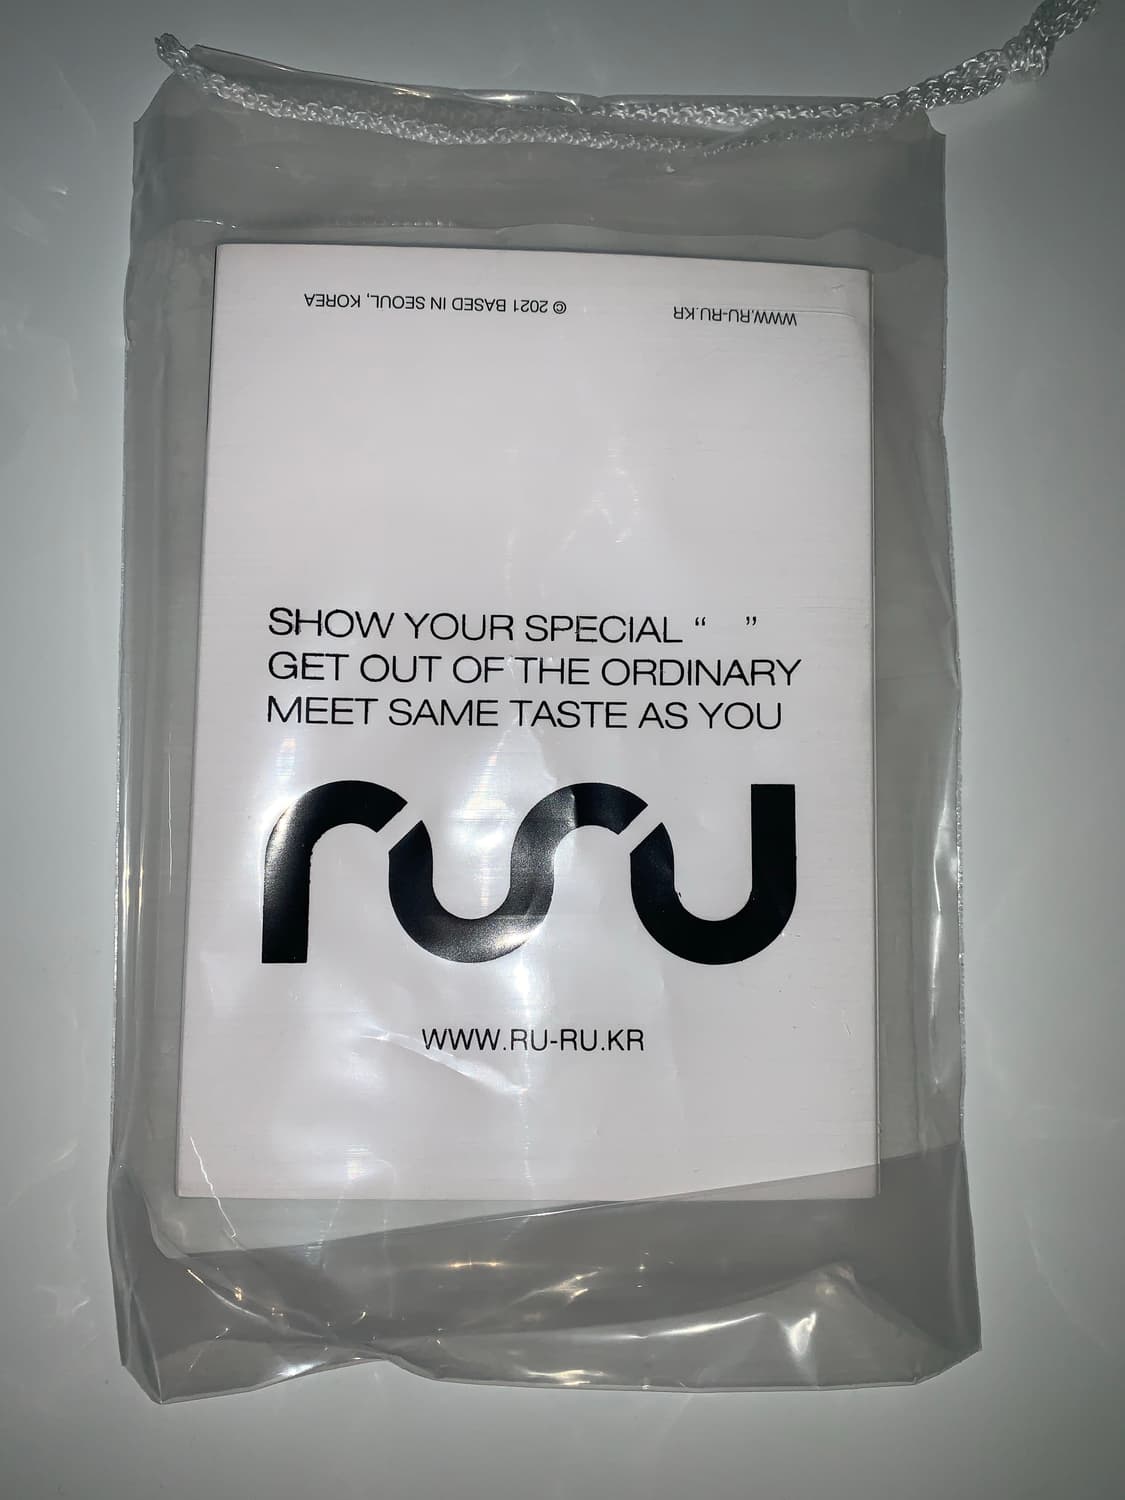 © 2021 BASED IN SEOUL, KOREA
WWW.RU-RU.KR
SHOW YOUR SPECIAL “ ”
GET OUT OF THE ORDINARY
MEET SAME TASTE AS YOU
ruru
WWW.RU-RU.KR